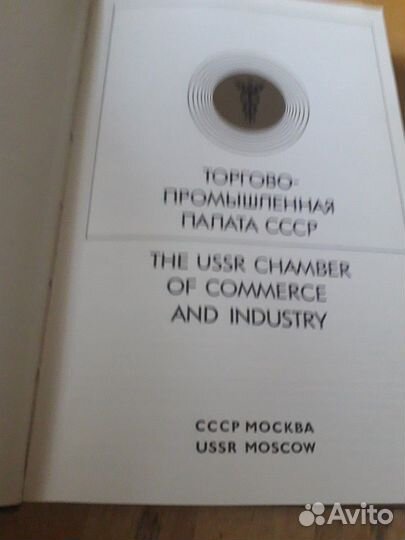 ТОРГОВО-
ПРОМЫШЛЕННАЯ
ПАЛАТА СССР
THE USSR CHAMBER
OF COMMERCE
AND INDUSTRY
СССР МОСКВА
USSR MOSCOW
Avito